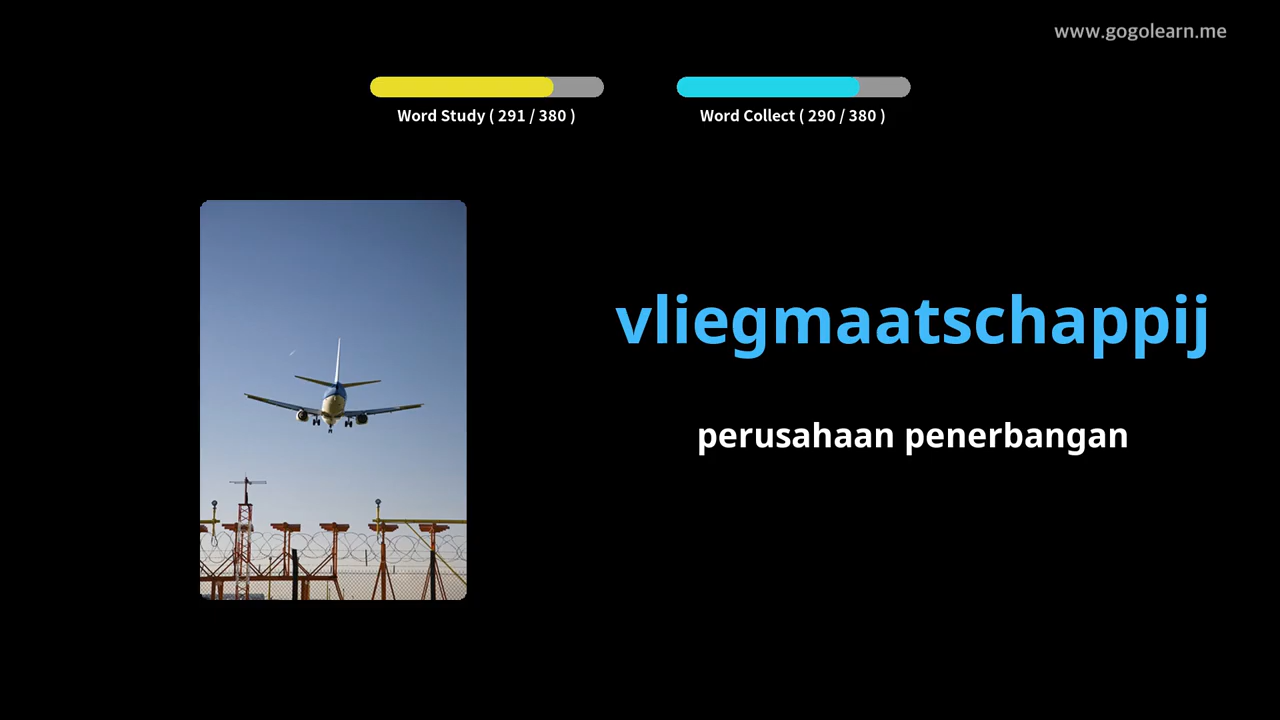 www.gogolearn.me
Word Study ( 291 / 380 )
Word Collect ( 290 / 380 )
vliegmaatschappij
perusahaan penerbangan